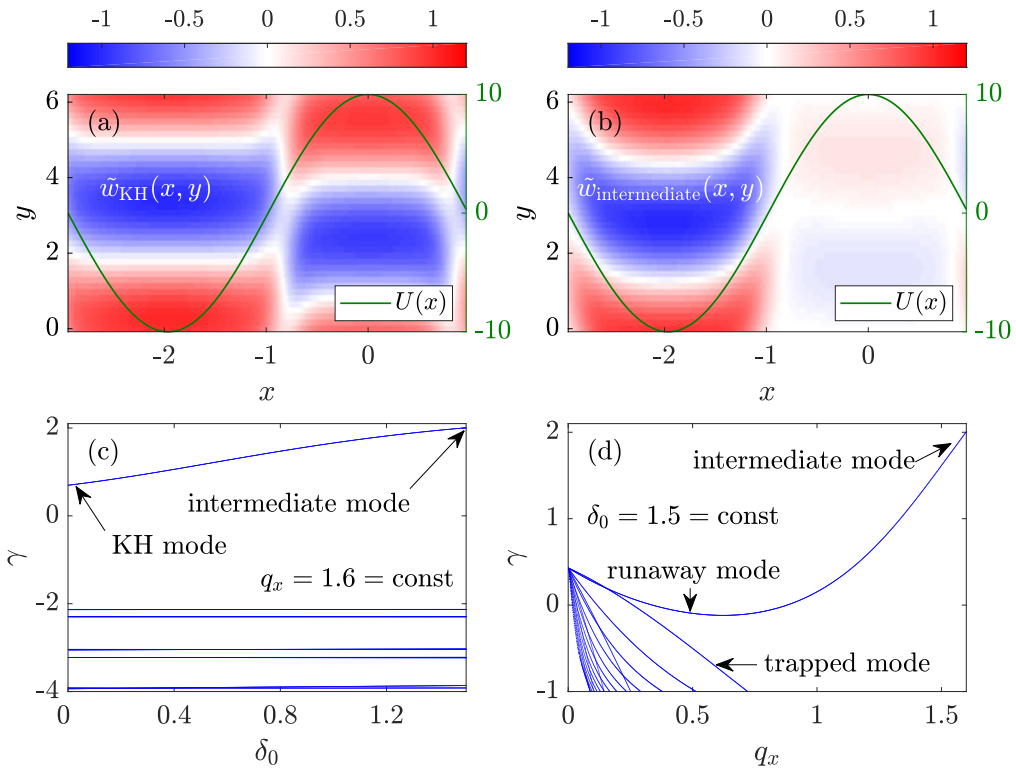 -1 -0.5 0 0.5 1
-1 -0.5 0 0.5 1
(a)
w̃KH(x, y)
U(x)
y
6
4
2
0
10
0
-10
-2 -1 0
x
(b)
w̃intermediate(x, y)
U(x)
y
6
4
2
0
10
0
-10
-2 -1 0
x
(c)
intermediate mode
KH mode
qx = 1.6 = const
γ
2
0
-2
-4
0 0.4 0.8 1.2
δ0
(d)
intermediate mode
δ0 = 1.5 = const
runaway mode
trapped mode
γ
2
1
0
-1
0 0.5 1 1.5
qx